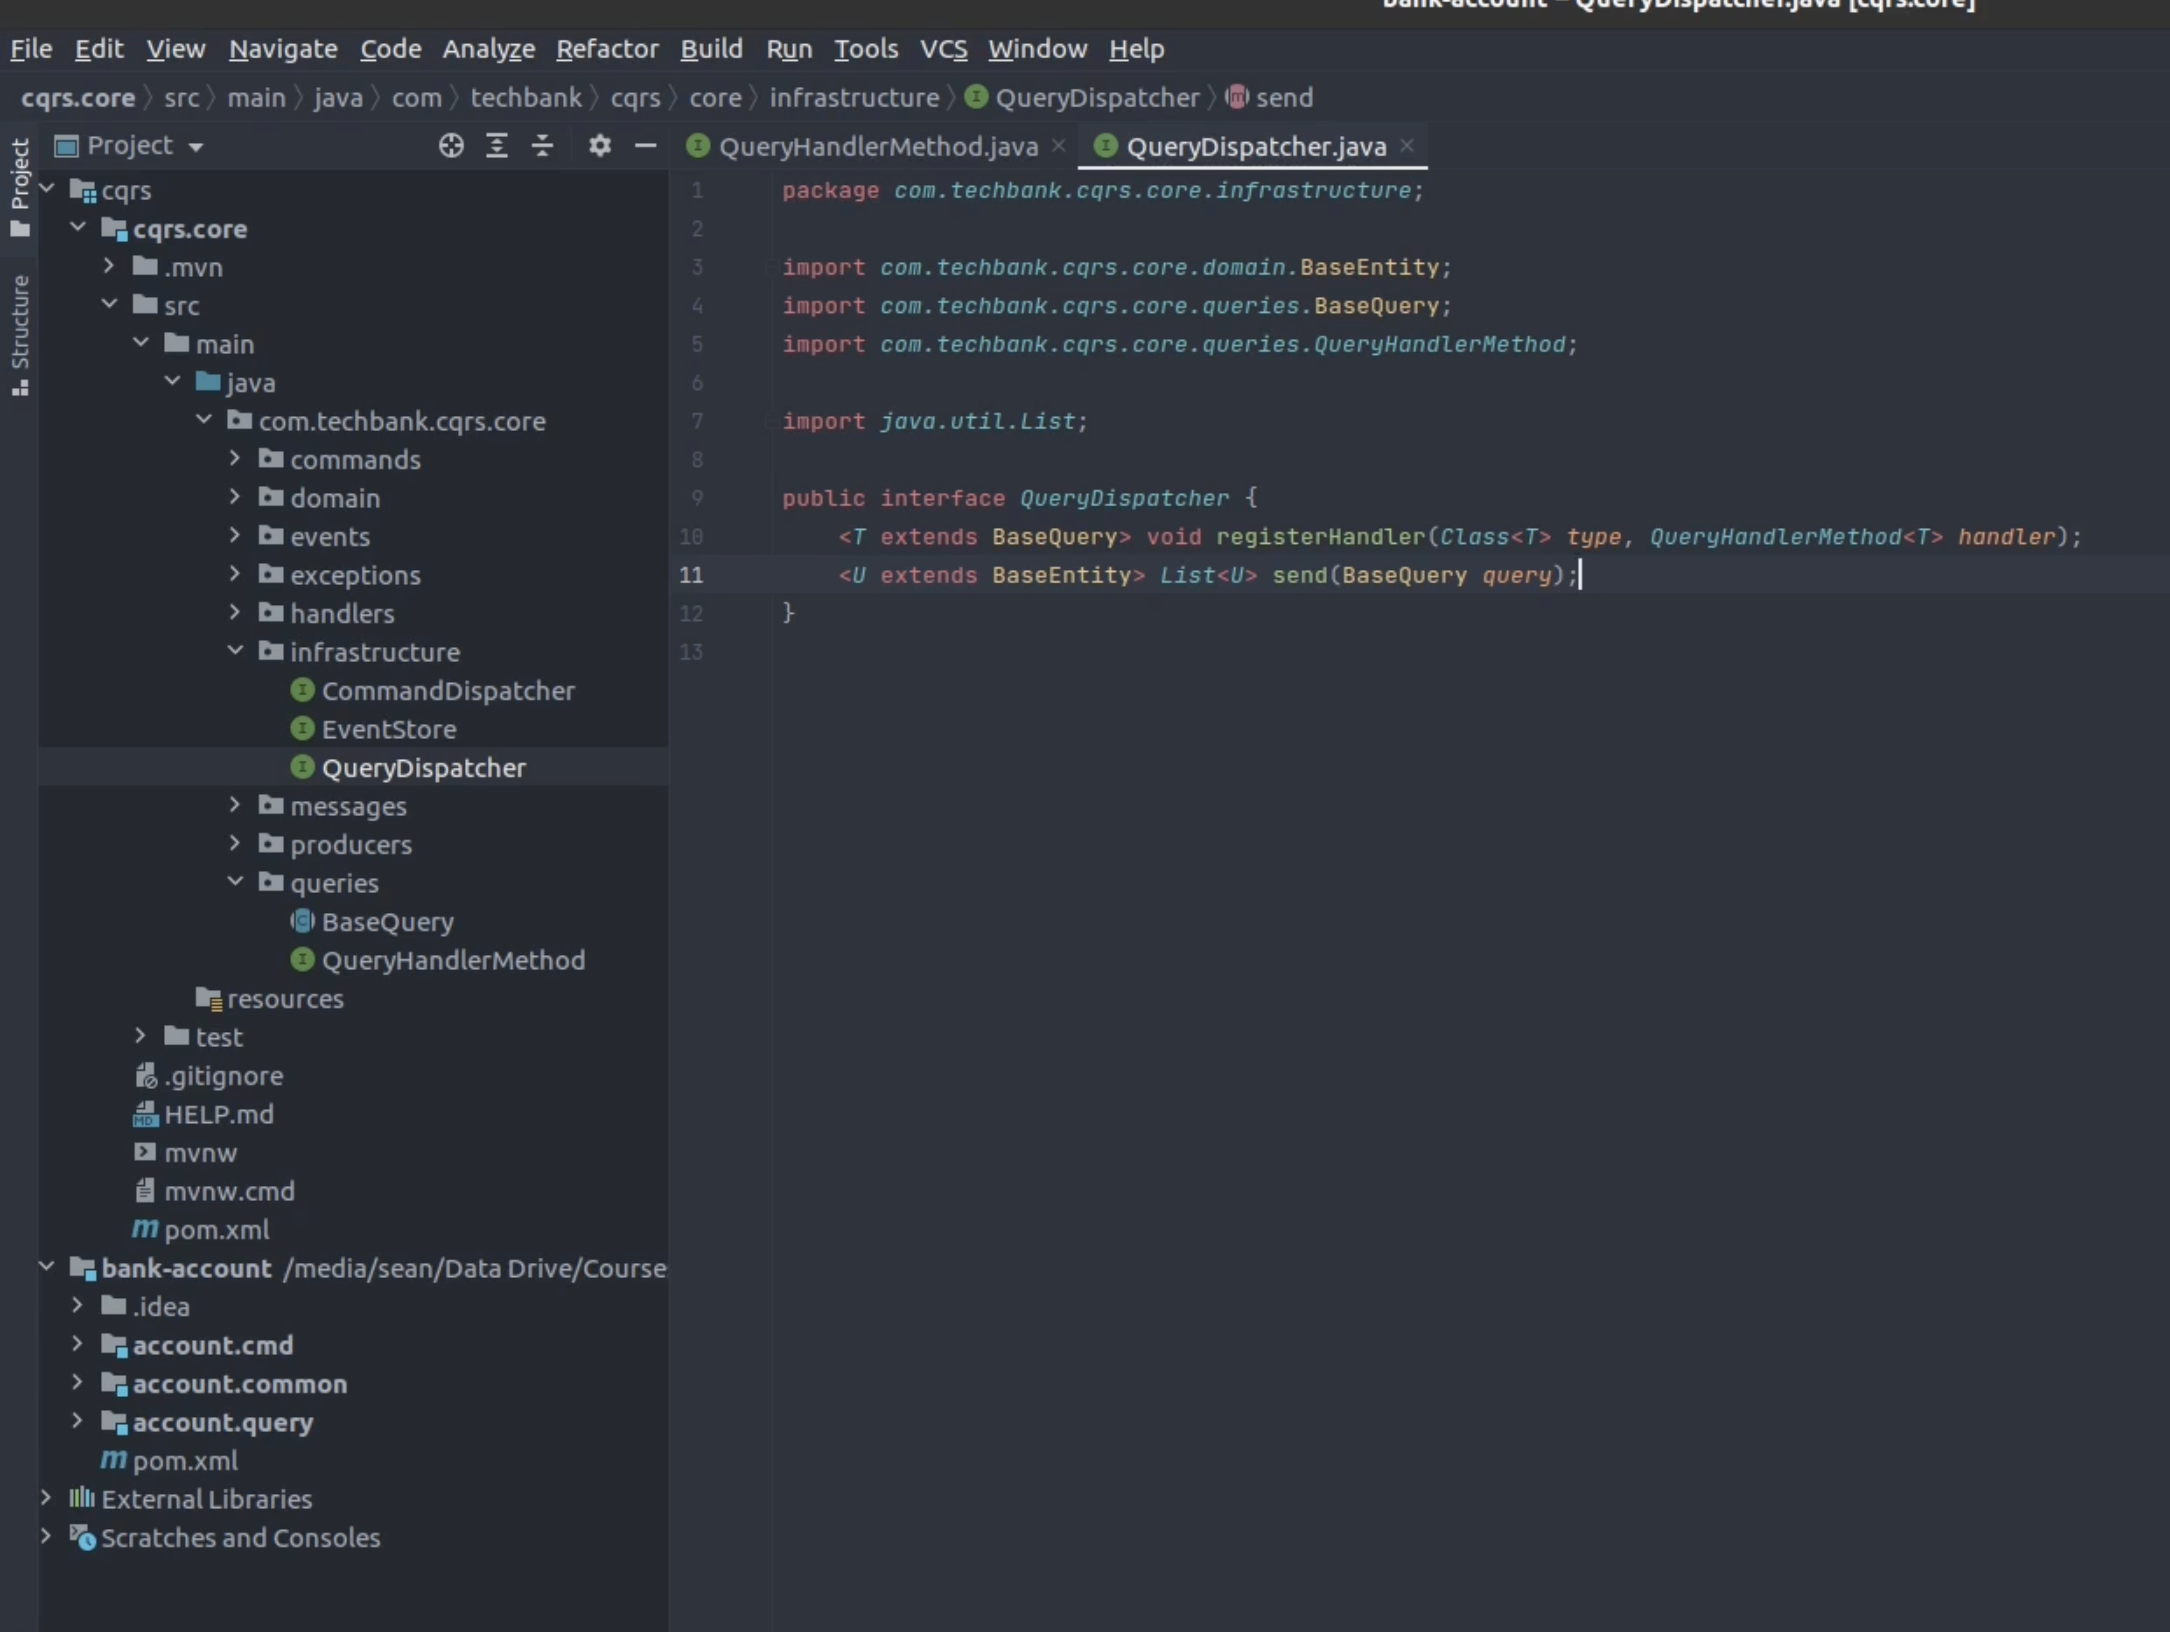 bank-account – QueryDispatcher.java [cqrs.core]
File Edit View Navigate Code Analyze Refactor Build Run Tools VCS Window Help
cqrs.core src main java com techbank cqrs core infrastructure QueryDispatcher send
Project
Structure
Project
cqrs
cqrs.core
.mvn
src
main
java
com.techbank.cqrs.core
commands
domain
events
exceptions
handlers
infrastructure
CommandDispatcher
EventStore
QueryDispatcher
messages
producers
queries
BaseQuery
QueryHandlerMethod
resources
test
.gitignore
HELP.md
mvnw
mvnw.cmd
pom.xml
bank-account /media/sean/Data Drive/Course
.idea
account.cmd
account.common
account.query
pom.xml
External Libraries
Scratches and Consoles
QueryHandlerMethod.java QueryDispatcher.java
1 package com.techbank.cqrs.core.infrastructure;
2
3 import com.techbank.cqrs.core.domain.BaseEntity;
4 import com.techbank.cqrs.core.queries.BaseQuery;
5 import com.techbank.cqrs.core.queries.QueryHandlerMethod;
6
7 import java.util.List;
8
9 public interface QueryDispatcher {
10 <T extends BaseQuery> void registerHandler(Class<T> type, QueryHandlerMethod<T> handler);
11 <U extends BaseEntity> List<U> send(BaseQuery query);
12 }
13